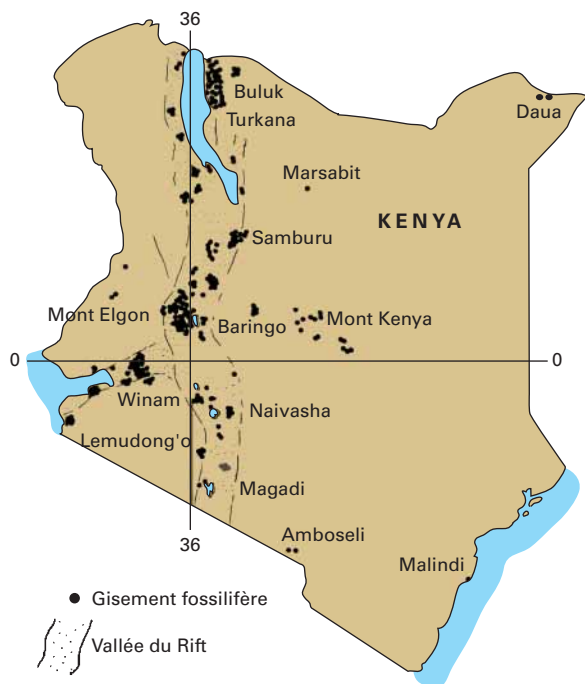 36
Buluk
Turkana
Daua
Marsabit
KENYA
Samburu
Mont Elgon
Baringo
Mont Kenya
0
0
Winam
Naivasha
Lemudong'o
Magadi
36
Amboseli
Malindi
Gisement fossilifère
Vallée du Rift